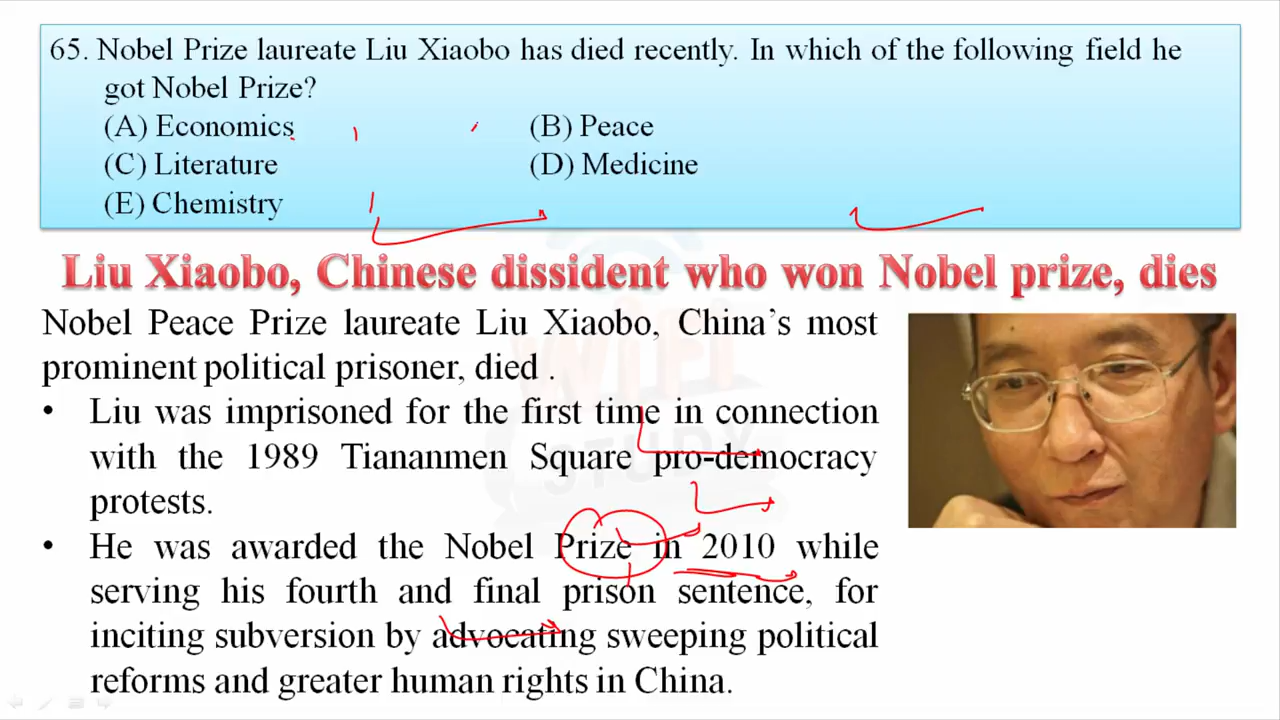 65. Nobel Prize laureate Liu Xiaobo has died recently. In which of the following field he
got Nobel Prize?
(A) Economics (B) Peace
(C) Literature (D) Medicine
(E) Chemistry
Liu Xiaobo, Chinese dissident who won Nobel prize, dies
Nobel Peace Prize laureate Liu Xiaobo, China's most
prominent political prisoner, died .
• Liu was imprisoned for the first time in connection
with the 1989 Tiananmen Square pro-democracy
protests.
• He was awarded the Nobel Prize in 2010 while
serving his fourth and final prison sentence, for
inciting subversion by advocating sweeping political
reforms and greater human rights in China.
WiFi
STUDY